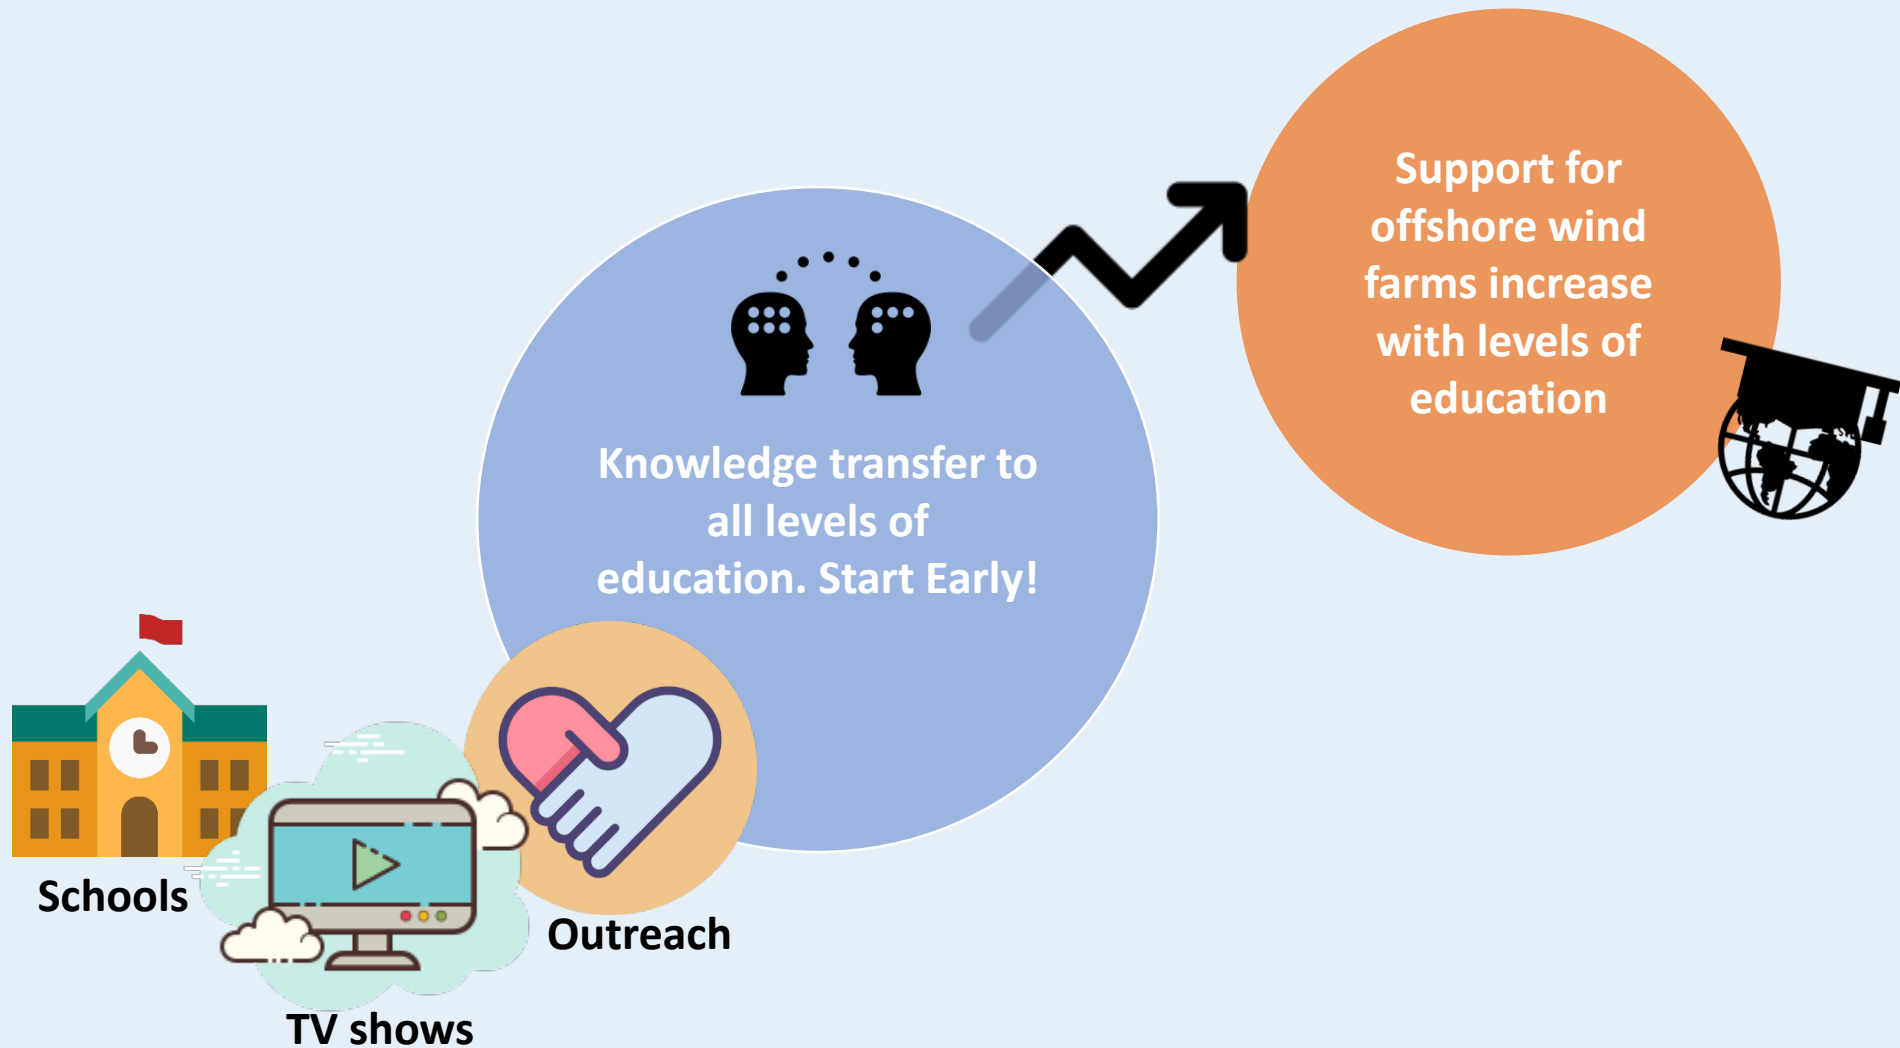 Support for
offshore wind
farms increase
with levels of
education
Knowledge transfer to
all levels of
education. Start Early!
Schools
Outreach
TV shows